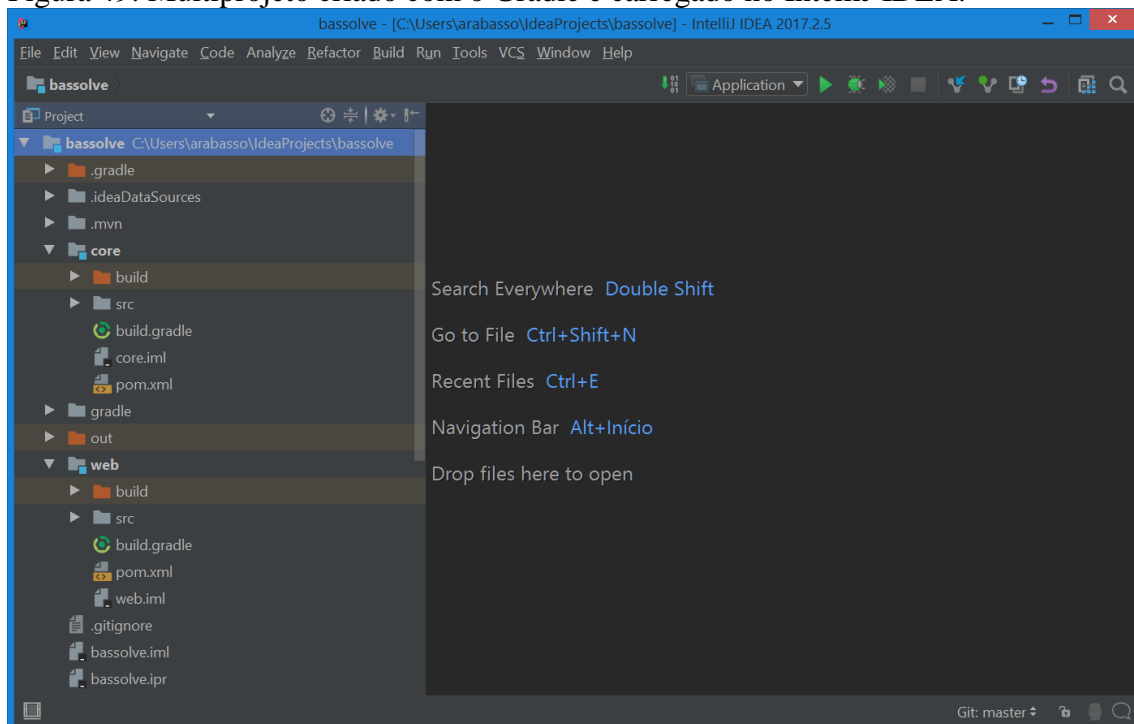 Figura 49: Multiprojeto criado com o Gradle e carregado no IntelliJ IDEA.
bassolve - [C:\Users\arabasso\IdeaProjects\bassolve] - IntelliJ IDEA 2017.2.5
File Edit View Navigate Code Analyze Refactor Build Run Tools VCS Window Help
bassolve Application
Project
bassolve C:\Users\arabasso\IdeaProjects\bassolve
.gradle
.ideaDataSources
.mvn
core
build
src
build.gradle
core.iml
pom.xml
gradle
out
web
build
src
build.gradle
pom.xml
web.iml
.gitignore
bassolve.iml
bassolve.ipr
Search Everywhere Double Shift
Go to File Ctrl+Shift+N
Recent Files Ctrl+E
Navigation Bar Alt+Início
Drop files here to open
Git: master